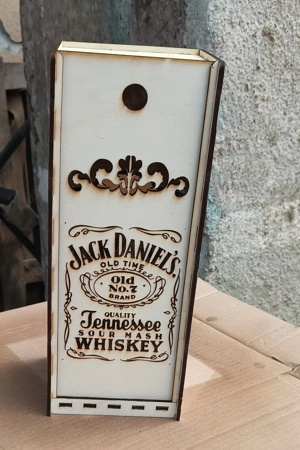 JACK DANIEL'S
OLD TIME
Old
No.7
BRAND
QUALITY
Tennessee
SOUR MASH
WHISKEY